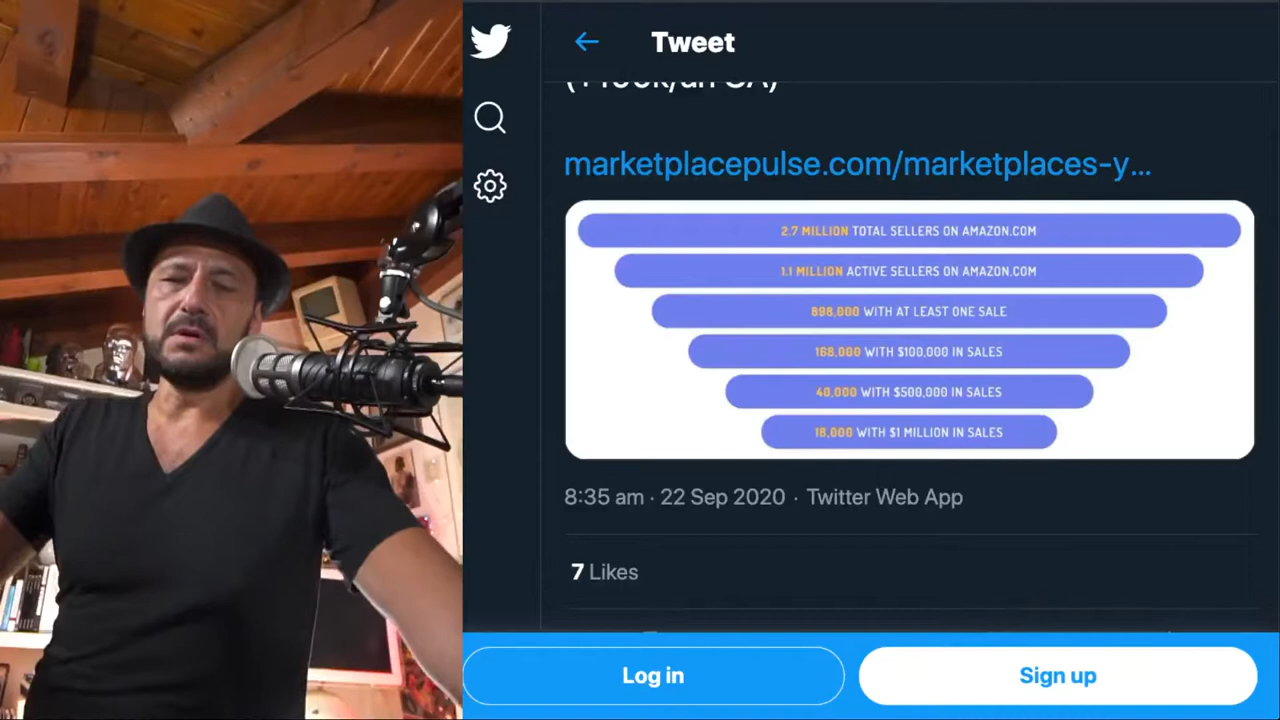 Tweet
marketplacepulse.com/marketplaces-y...
2.7 MILLION TOTAL SELLERS ON AMAZON.COM
1.1 MILLION ACTIVE SELLERS ON AMAZON.COM
898,000 WITH AT LEAST ONE SALE
168,000 WITH $100,000 IN SALES
40,000 WITH $500,000 IN SALES
18,000 WITH $1 MILLION IN SALES
8:35 am · 22 Sep 2020 · Twitter Web App
7 Likes
Log in
Sign up